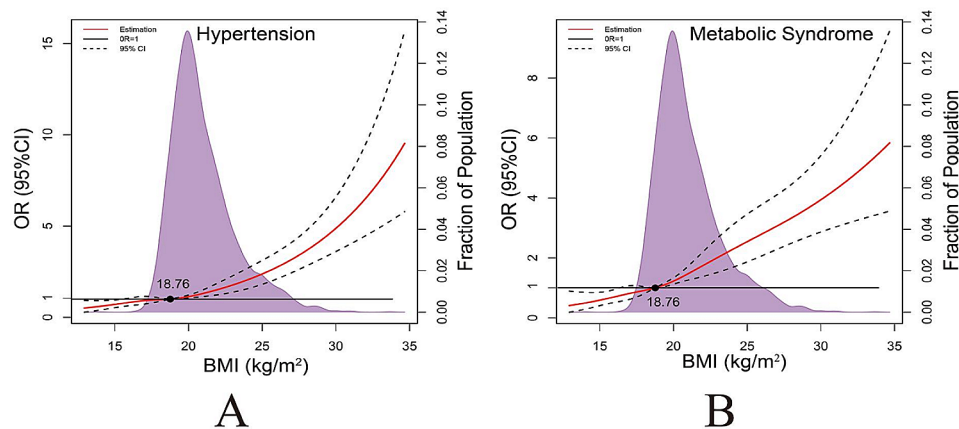 Estimation
OR=1
95% CI
Hypertension
15
10
5
1
0
OR (95%CI)
18.76
0.14
0.12
0.10
0.08
0.06
0.04
0.02
0.00
Fraction of Population
15 20 25 30 35
BMI (kg/m²)
A
Estimation
OR=1
95% CI
Metabolic Syndrome
8
6
4
2
1
0
OR (95%CI)
18.76
0.14
0.12
0.10
0.08
0.06
0.04
0.02
0.00
Fraction of Population
15 20 25 30 35
BMI (kg/m²)
B